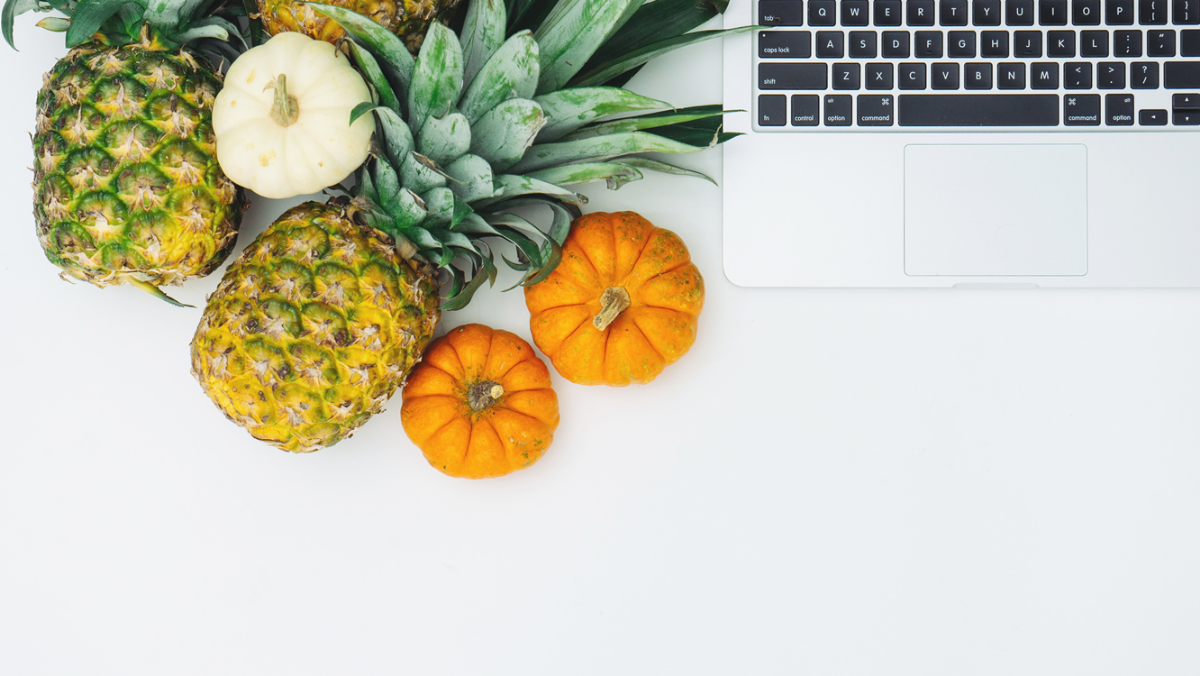 tab Q W E R T Y U I O P { [ } ]
caps lock A S D F G H J K L : ; " '
shift Z X C V B N M < , > . ? /
fn control option ⌘ command ⌘ command option ◄